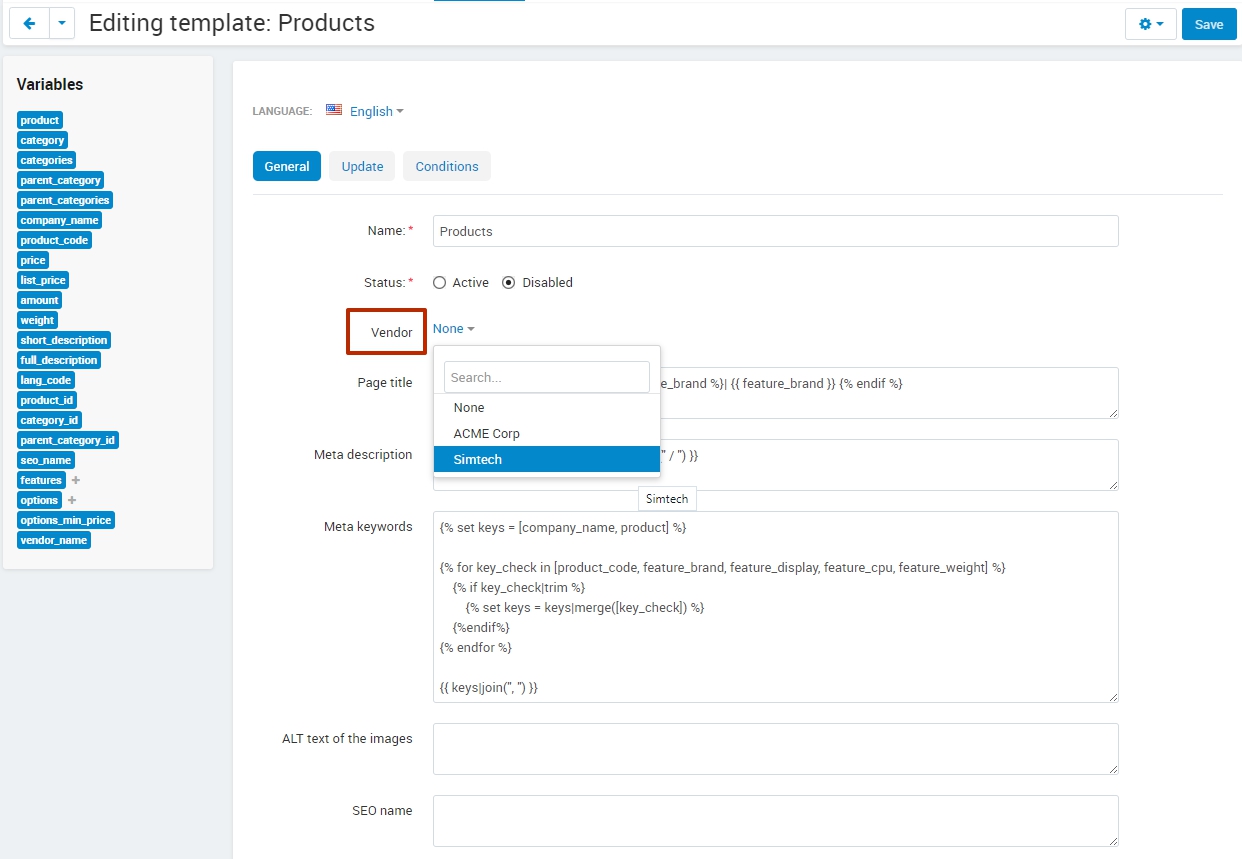 Editing template: Products
Save
Variables
product
category
categories
parent_category
parent_categories
company_name
product_code
price
list_price
amount
weight
short_description
full_description
lang_code
product_id
category_id
parent_category_id
seo_name
features +
options +
options_min_price
vendor_name
LANGUAGE: English
General Update Conditions
Name: * Products
Status: * Active Disabled
Vendor None
Search...
None
ACME Corp
Simtech
Page title e_brand %}| {{ feature_brand }} {% endif %}
Meta description " / ") }}
Simtech
Meta keywords {% set keys = [company_name, product] %}
{% for key_check in [product_code, feature_brand, feature_display, feature_cpu, feature_weight] %}
{% if key_check|trim %}
{% set keys = keys|merge([key_check]) %}
{%endif%}
{% endfor %}
{{ keys|join(", ") }}
ALT text of the images
SEO name